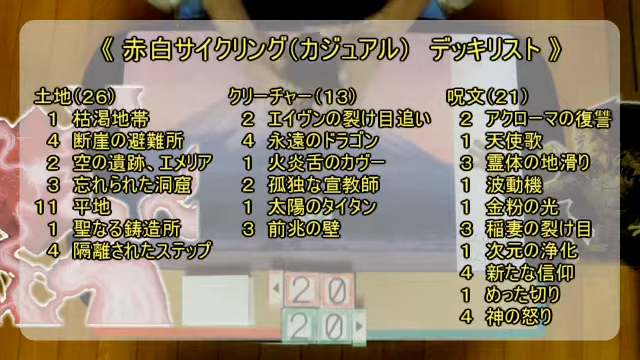 《 赤白サイクリング(カジュアル) デッキリスト 》
土地(26)
1 枯渇地帯
4 断崖の避難所
2 空の遺跡、エメリア
3 忘れられた洞窟
11 平地
1 聖なる鋳造所
4 隔離されたステップ
クリーチャー(13)
2 エイヴンの裂け目追い
4 永遠のドラゴン
1 火炎舌のカヴー
2 孤独な宣教師
1 太陽のタイタン
3 前兆の壁
呪文(21)
2 アクローマの復讐
1 天使歌
3 霊体の地滑り
1 波動機
1 金粉の光
3 稲妻の裂け目
1 次元の浄化
4 新たな信仰
1 めった切り
4 神の怒り
20
20